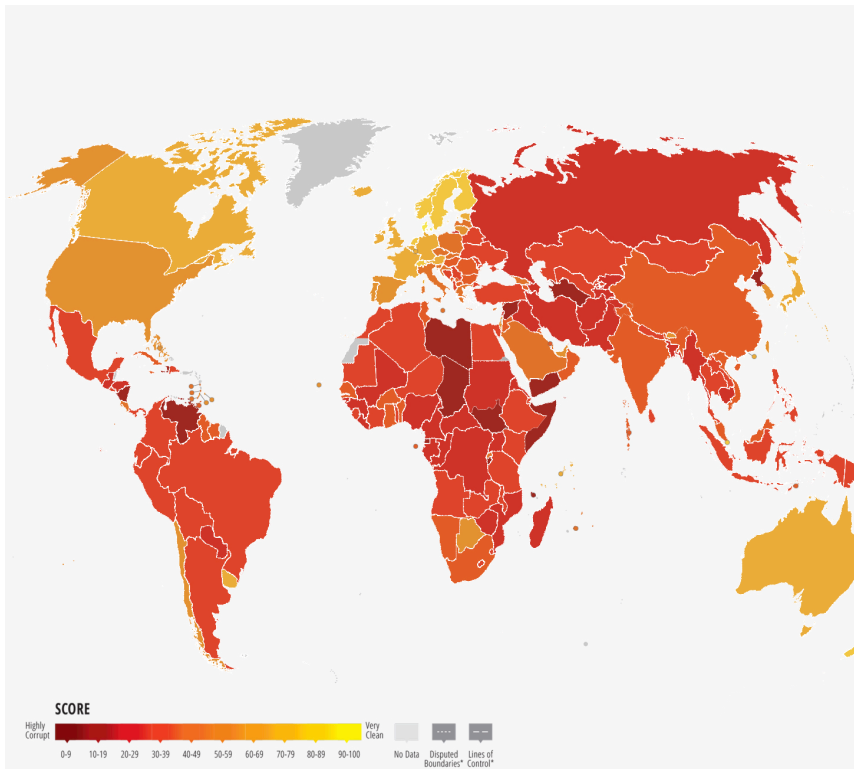 SCORE
Highly
Corrupt
Very
Clean
0-9 10-19 20-29 30-39 40-49 50-59 60-69 70-79 80-89 90-100
No Data
Disputed
Boundaries*
Lines of
Control*